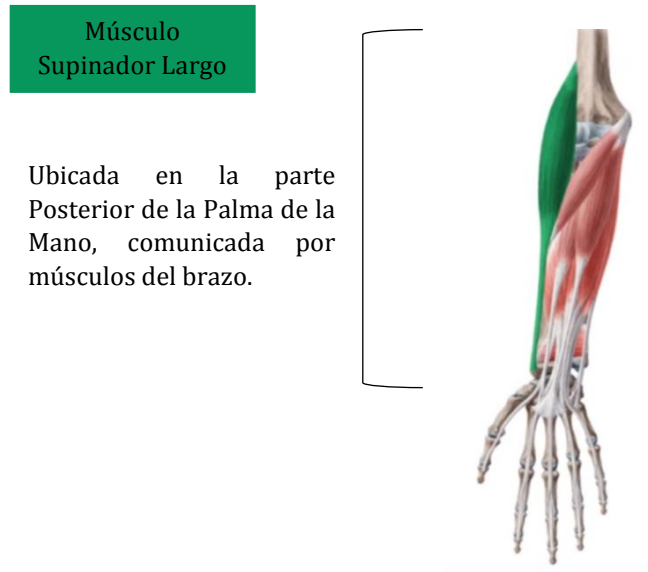 Músculo
Supinador Largo
Ubicada en la parte
Posterior de la Palma de la
Mano, comunicada por
músculos del brazo.